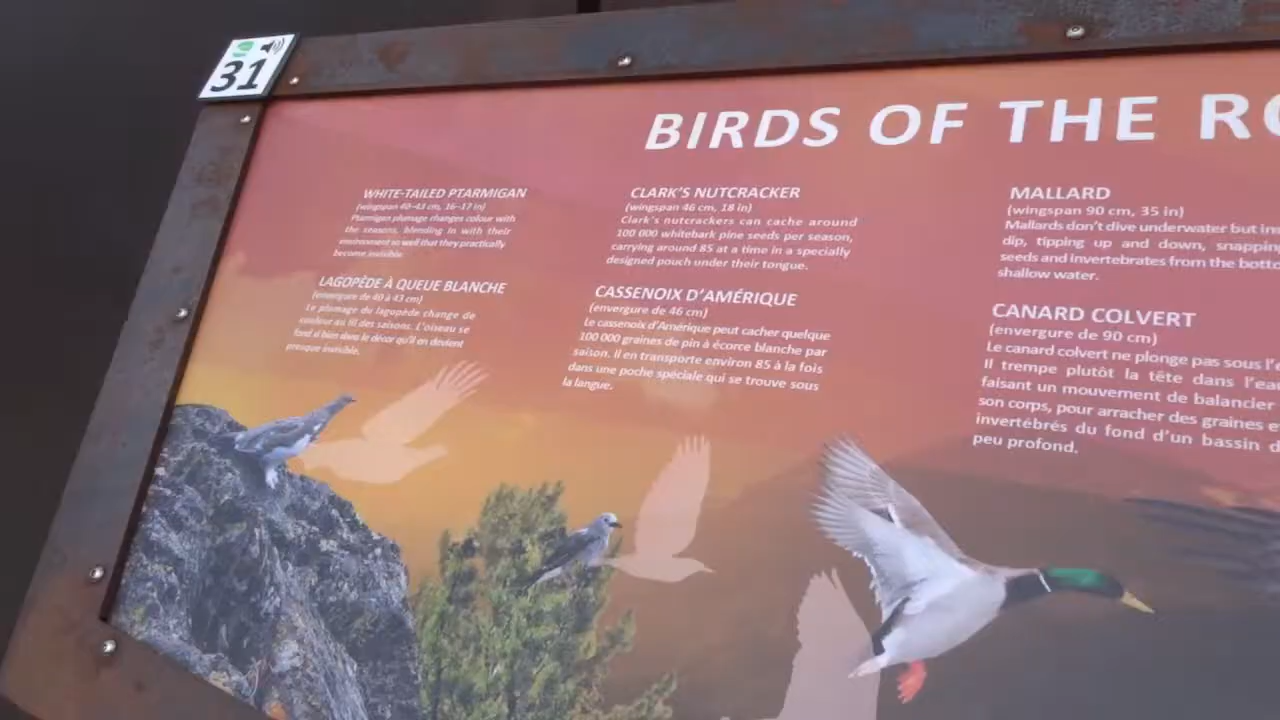 31
BIRDS OF THE
WHITE-TAILED PTARMIGAN
(wingspan 40-43 cm, 16-17 in)
Ptarmigan plumage changes colour with
the seasons, blending in with their
environment so well that they practically
become invisible.
LAGOPÈDE À QUEUE BLANCHE
(envergure de 40 à 43 cm)
Le plumage du lagopède change de
couleur au fil des saisons. L'oiseau se
fond si bien dans le décor qu'il en devient
presque invisible.
CLARK'S NUTCRACKER
(wingspan 46 cm, 18 in)
Clark's nutcrackers can cache around
100 000 whitebark pine seeds per season,
carrying around 85 at a time in a specially
designed pouch under their tongue.
CASSENOIX D'AMÉRIQUE
(envergure de 46 cm)
Le cassenoix d'Amérique peut cacher quelque
100 000 graines de pin à écorce blanche par
saison. Il en transporte environ 85 à la fois
dans une poche spéciale qui se trouve sous
la langue.
MALLARD
(wingspan 90 cm, 35 in)
Mallards don't dive underwater but
dip, tipping up and down, snapping
seeds and invertebrates from the
shallow water.
CANARD COLVERT
(envergure de 90 cm)
Le canard colvert ne plonge pas sous
Il trempe plutôt la tête dans
faisant un mouvement de balancier
son corps, pour arracher des graines
invertébrés du fond d'un bassin
peu profond.